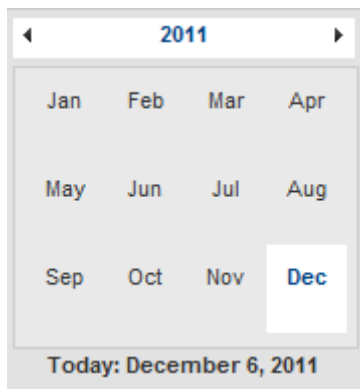 2011
Jan Feb Mar Apr
May Jun Jul Aug
Sep Oct Nov Dec
Today: December 6, 2011